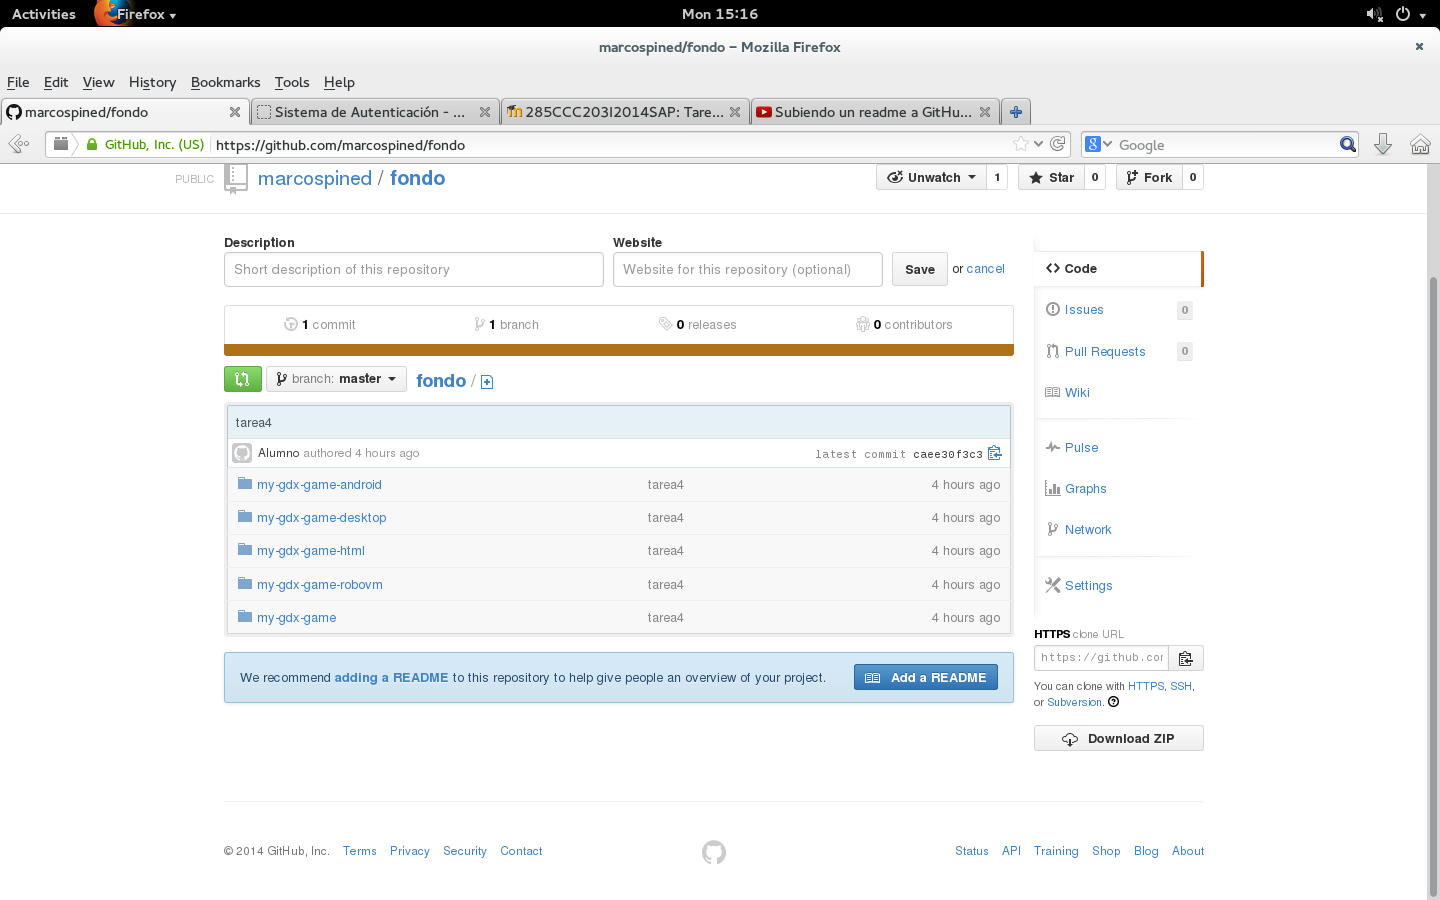 Activities Firefox Mon 15:16
marcospined/fondo – Mozilla Firefox
File Edit View History Bookmarks Tools Help
marcospined/fondo Sistema de Autenticación - ... 285CCC203I2014SAP: Tare... Subiendo un readme a GitHu...
GitHub, Inc. (US) https://github.com/marcospined/fondo Google
PUBLIC marcospined / fondo Unwatch 1 Star 0 Fork 0
Description Website
Short description of this repository Website for this repository (optional) Save or cancel
1 commit 1 branch 0 releases 0 contributors
branch: master fondo /
tarea4
Alumno authored 4 hours ago latest commit caee30f3c3
my-gdx-game-android tarea4 4 hours ago
my-gdx-game-desktop tarea4 4 hours ago
my-gdx-game-html tarea4 4 hours ago
my-gdx-game-robovm tarea4 4 hours ago
my-gdx-game tarea4 4 hours ago
We recommend adding a README to this repository to help give people an overview of your project. Add a README
Code
Issues 0
Pull Requests 0
Wiki
Pulse
Graphs
Network
Settings
HTTPS clone URL
https://github.com
You can clone with HTTPS, SSH,
or Subversion.
Download ZIP
© 2014 GitHub, Inc. Terms Privacy Security Contact Status API Training Shop Blog About